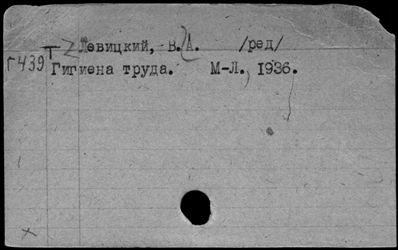 Левицкий, В.А. /ред/
Г439 Гигиена труда. М-Л., 1936.